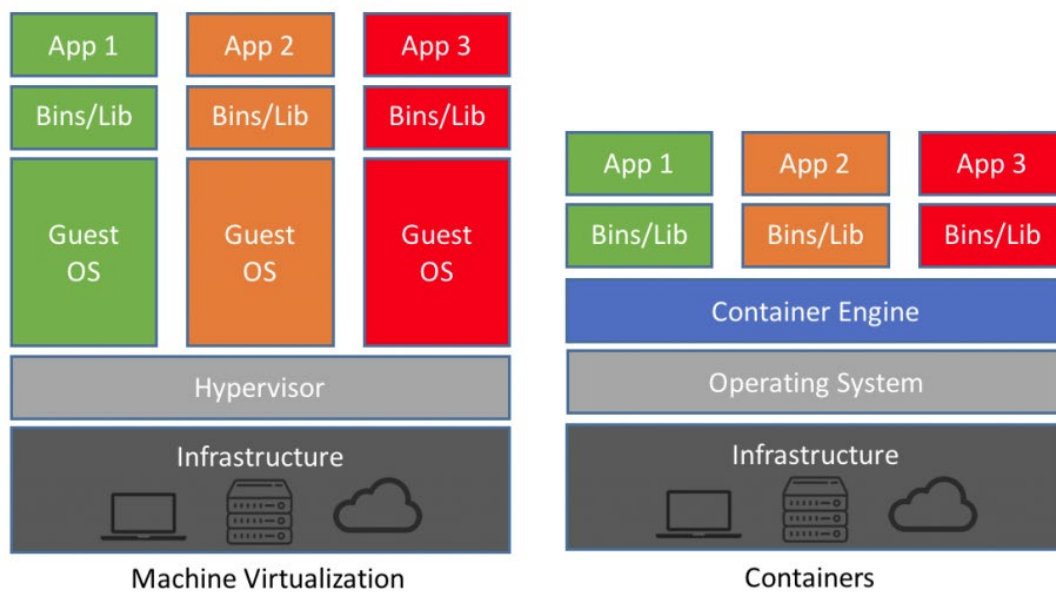 App 1
App 2
App 3
Bins/Lib
Bins/Lib
Bins/Lib
Guest
OS
Guest
OS
Guest
OS
Hypervisor
Infrastructure
Machine Virtualization
App 1
App 2
App 3
Bins/Lib
Bins/Lib
Bins/Lib
Container Engine
Operating System
Infrastructure
Containers